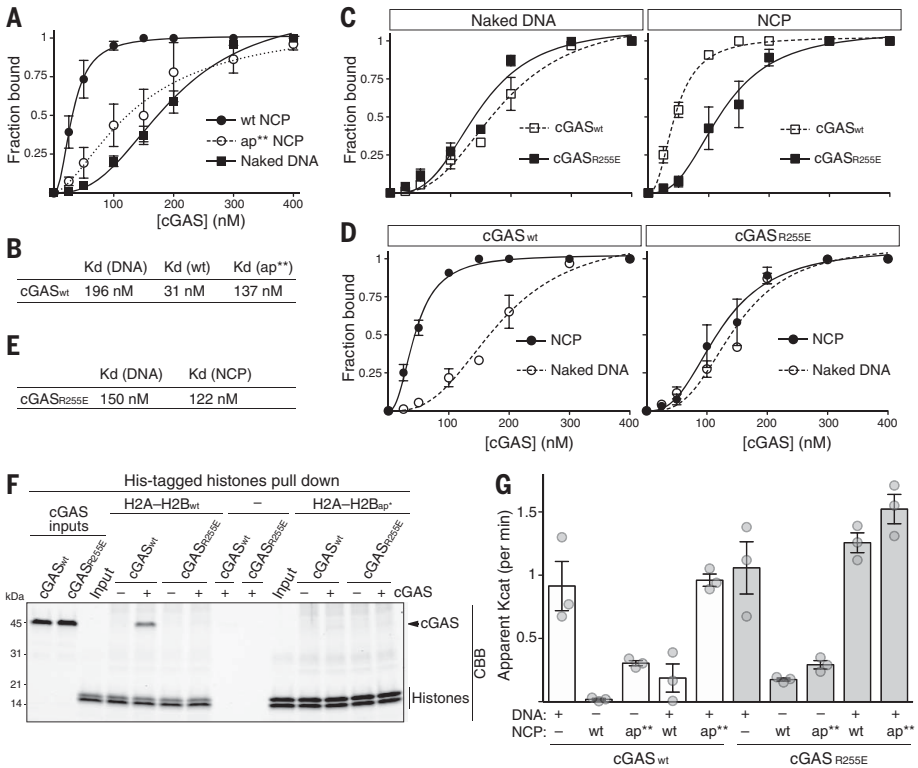 A
Fraction bound
1
0.75
0.5
0.25
100 200 300 400
[cGAS] (nM)
wt NCP
ap** NCP
Naked DNA
B
Kd (DNA) Kd (wt) Kd (ap**)
cGASwt 196 nM 31 nM 137 nM
E
Kd (DNA) Kd (NCP)
cGASR255E 150 nM 122 nM
C
Naked DNA NCP
Fraction bound
1
0.75
0.5
0.25
cGASwt
cGASR255E
cGASwt
cGASR255E
D
cGASwt cGASR255E
Fraction bound
1
0.75
0.5
0.25
NCP
Naked DNA
NCP
Naked DNA
100 200 300 400 100 200 300 400
[cGAS] (nM) [cGAS] (nM)
F
His-tagged histones pull down
cGAS inputs
H2A–H2Bwt – H2A–H2Bap*
cGASwt cGASR255E Input cGASwt cGASR255E cGASwt cGASR255E Input cGASwt cGASR255E
– + – + + + – + – + cGAS
kDa
45
31
21
14
cGAS
Histones
CBB
G
Apparent Kcat (per min)
1.5
1
0.5
DNA: + – – + + + – – + +
NCP: – wt ap** wt ap** – wt ap** wt ap**
cGASwt cGASR255E